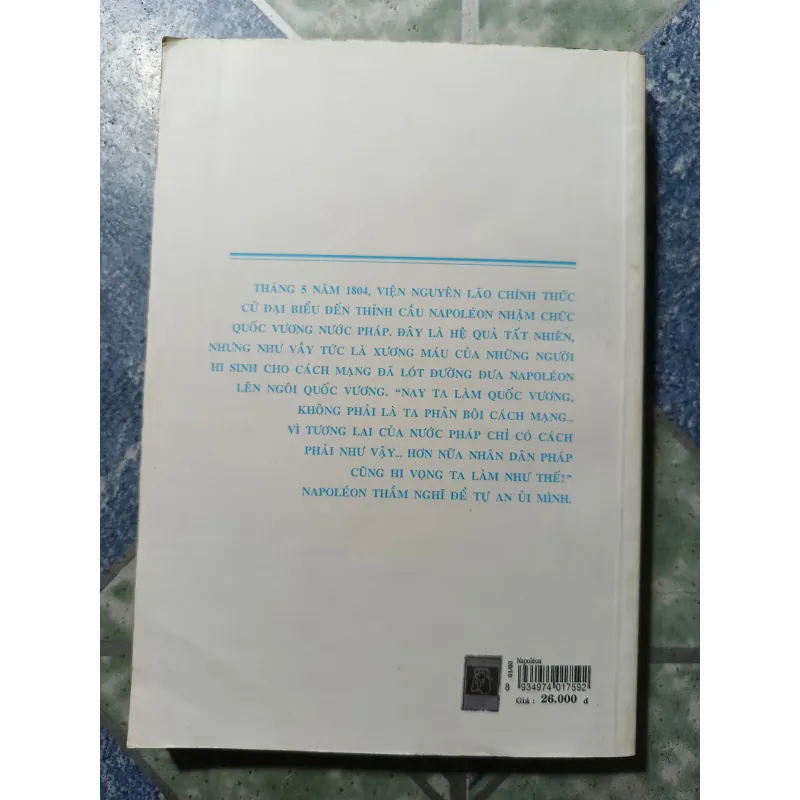 THÁNG 5 NĂM 1804, VIỆN NGUYÊN LÃO CHÍNH THỨC
CỬ ĐẠI BIỂU ĐẾN THỈNH CẦU NAPOLÉON NHẬM CHỨC
QUỐC VƯƠNG NƯỚC PHÁP. ĐÂY LÀ HỆ QUẢ TẤT NHIÊN,
NHƯNG NHƯ VẬY TỨC LÀ XƯƠNG MÁU CỦA NHỮNG NGƯỜI
HI SINH CHO CÁCH MẠNG ĐÃ LÓT ĐƯỜNG ĐƯA NAPOLÉON
LÊN NGÔI QUỐC VƯƠNG. “NAY TA LÀM QUỐC VƯƠNG,
KHÔNG PHẢI LÀ TA PHẢN BỘI CÁCH MẠNG...
VÌ TƯƠNG LAI CỦA NƯỚC PHÁP CHỈ CÓ CÁCH
PHẢI NHƯ VẬY... HƠN NỮA NHÂN DÂN PHÁP
CŨNG HI VỌNG TA LÀM NHƯ THẾ!”
NAPOLÉON THẦM NGHĨ ĐỂ TỰ AN ỦI MÌNH.
Napoléon
01/60
8 934974 017592
Giá : 26.000 đ